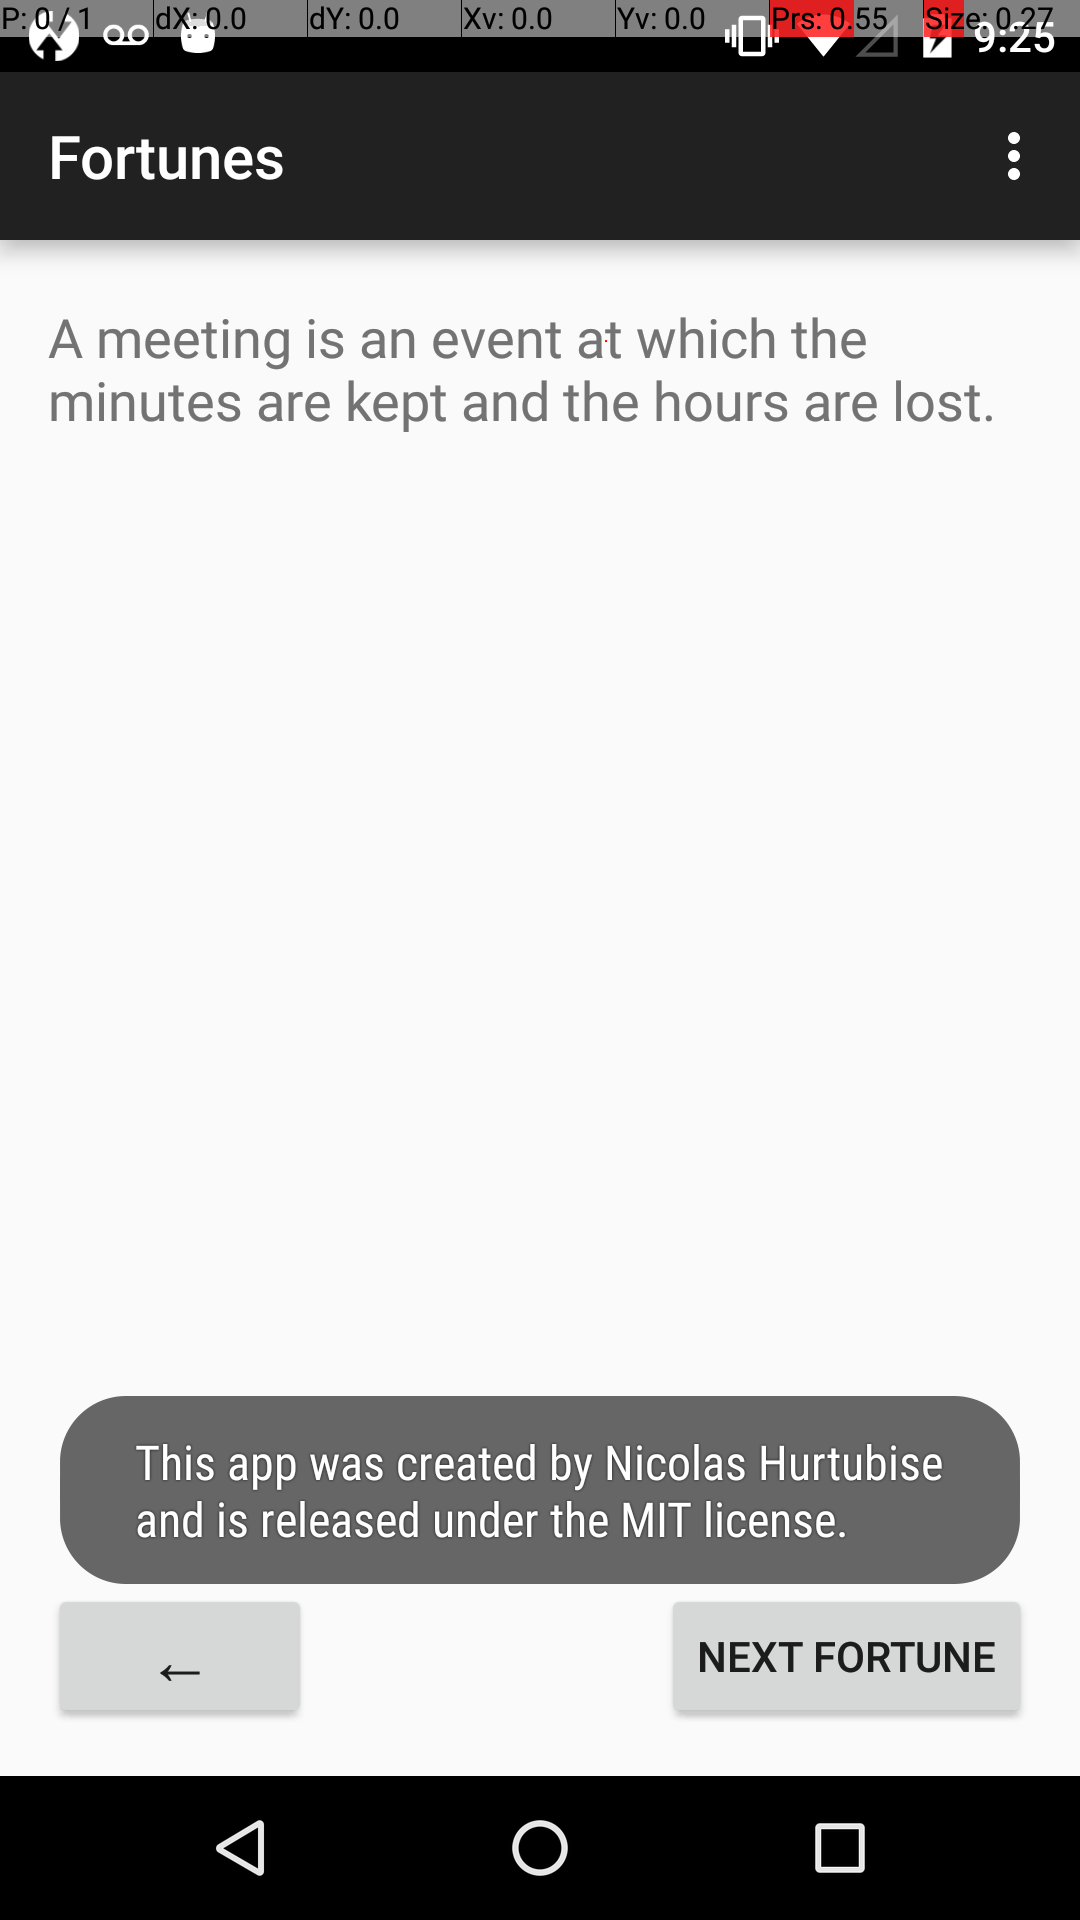 P: 0 / 1 dX: 0.0 dY: 0.0 Xv: 0.0 Yv: 0.0 Prs: 0.55 Size: 0.27
9:25
Fortunes
A meeting is an event at which the
minutes are kept and the hours are lost.
This app was created by Nicolas Hurtubise
and is released under the MIT license.
← NEXT FORTUNE